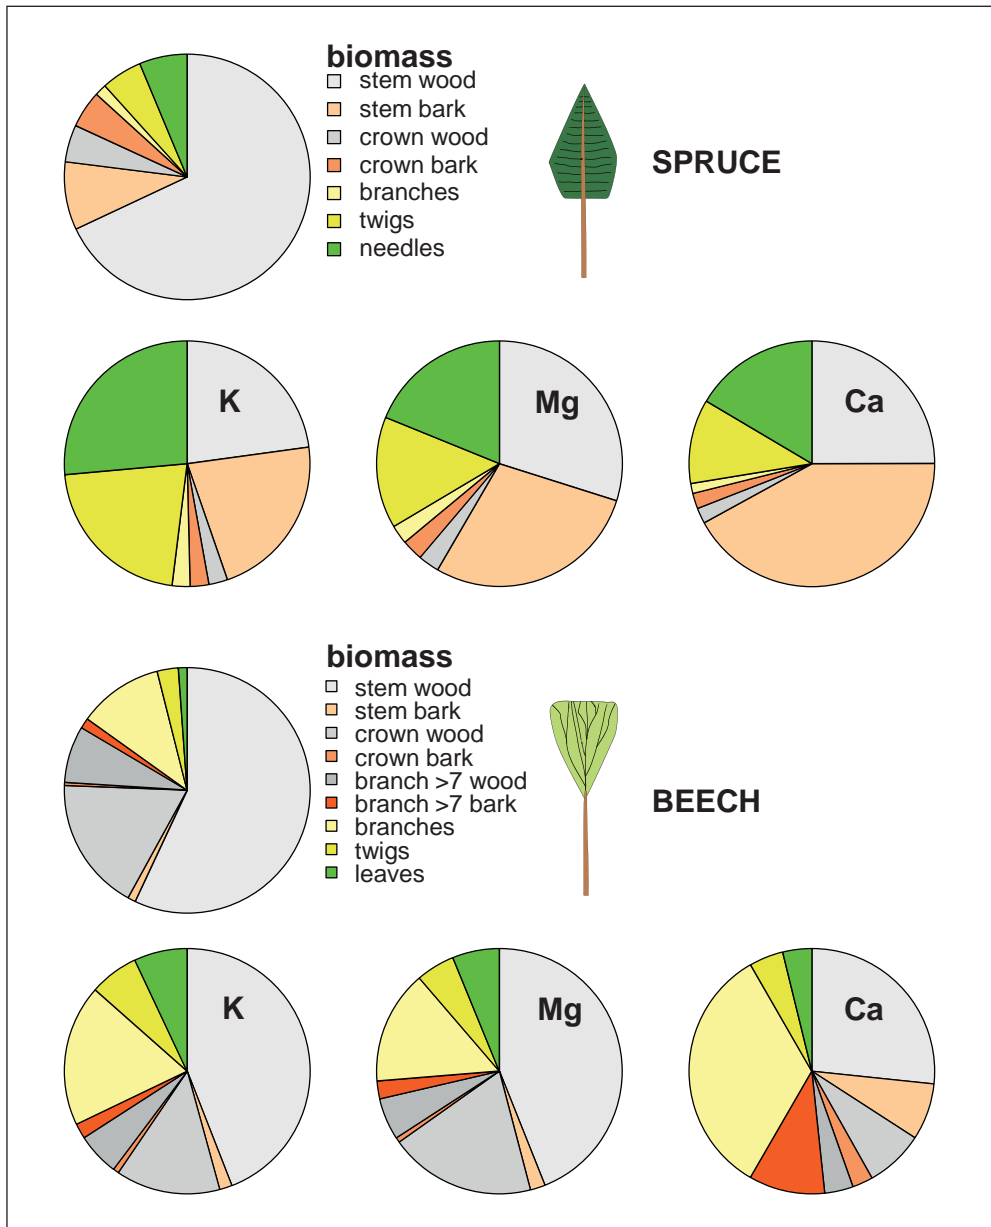 biomass
stem wood
stem bark
crown wood
crown bark
branches
twigs
needles
SPRUCE
K
Mg
Ca
biomass
stem wood
stem bark
crown wood
crown bark
branch >7 wood
branch >7 bark
branches
twigs
leaves
BEECH
K
Mg
Ca